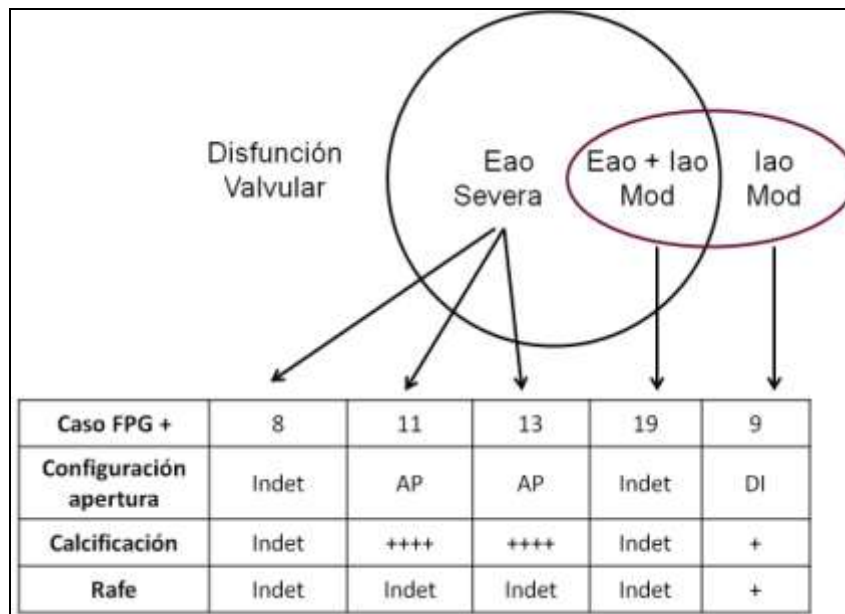 Disfunción
Valvular
Eao
Severa
Eao + Iao
Mod
Iao
Mod
Caso FPG + 8 11 13 19 9
Configuración
apertura Indet AP AP Indet DI
Calcificación Indet ++++ ++++ Indet +
Rafe Indet Indet Indet Indet +